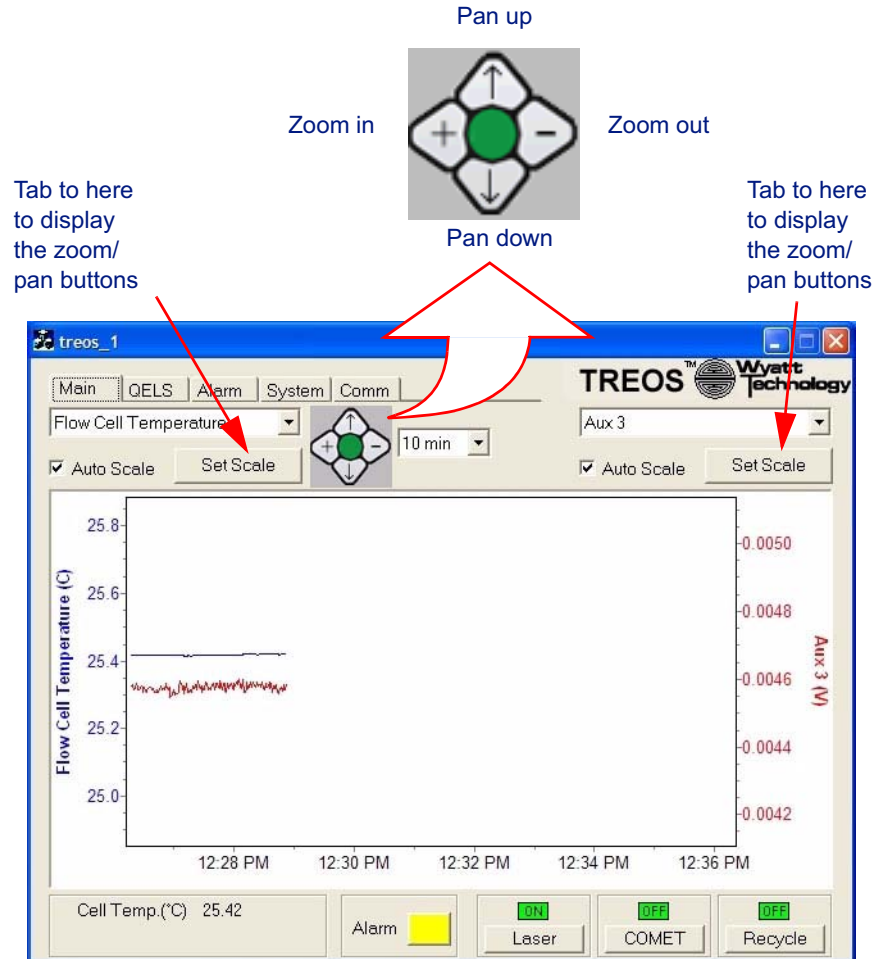 Pan up
Zoom in
Zoom out
Tab to here
to display
the zoom/
pan buttons
Tab to here
to display
the zoom/
pan buttons
Pan down
treos_1
TREOS™ Wyatt
Technology
Main QELS Alarm System Comm
Flow Cell Temperature
10 min
Aux 3
Auto Scale
Set Scale
Auto Scale
Set Scale
Flow Cell Temperature (C)
25.8
25.6
25.4
25.2
25.0
0.0050
0.0048
0.0046
0.0044
0.0042
Aux 3 (V)
12:28 PM 12:30 PM 12:32 PM 12:34 PM 12:36 PM
Cell Temp.(°C) 25.42
Alarm
ON
Laser
OFF
COMET
OFF
Recycle